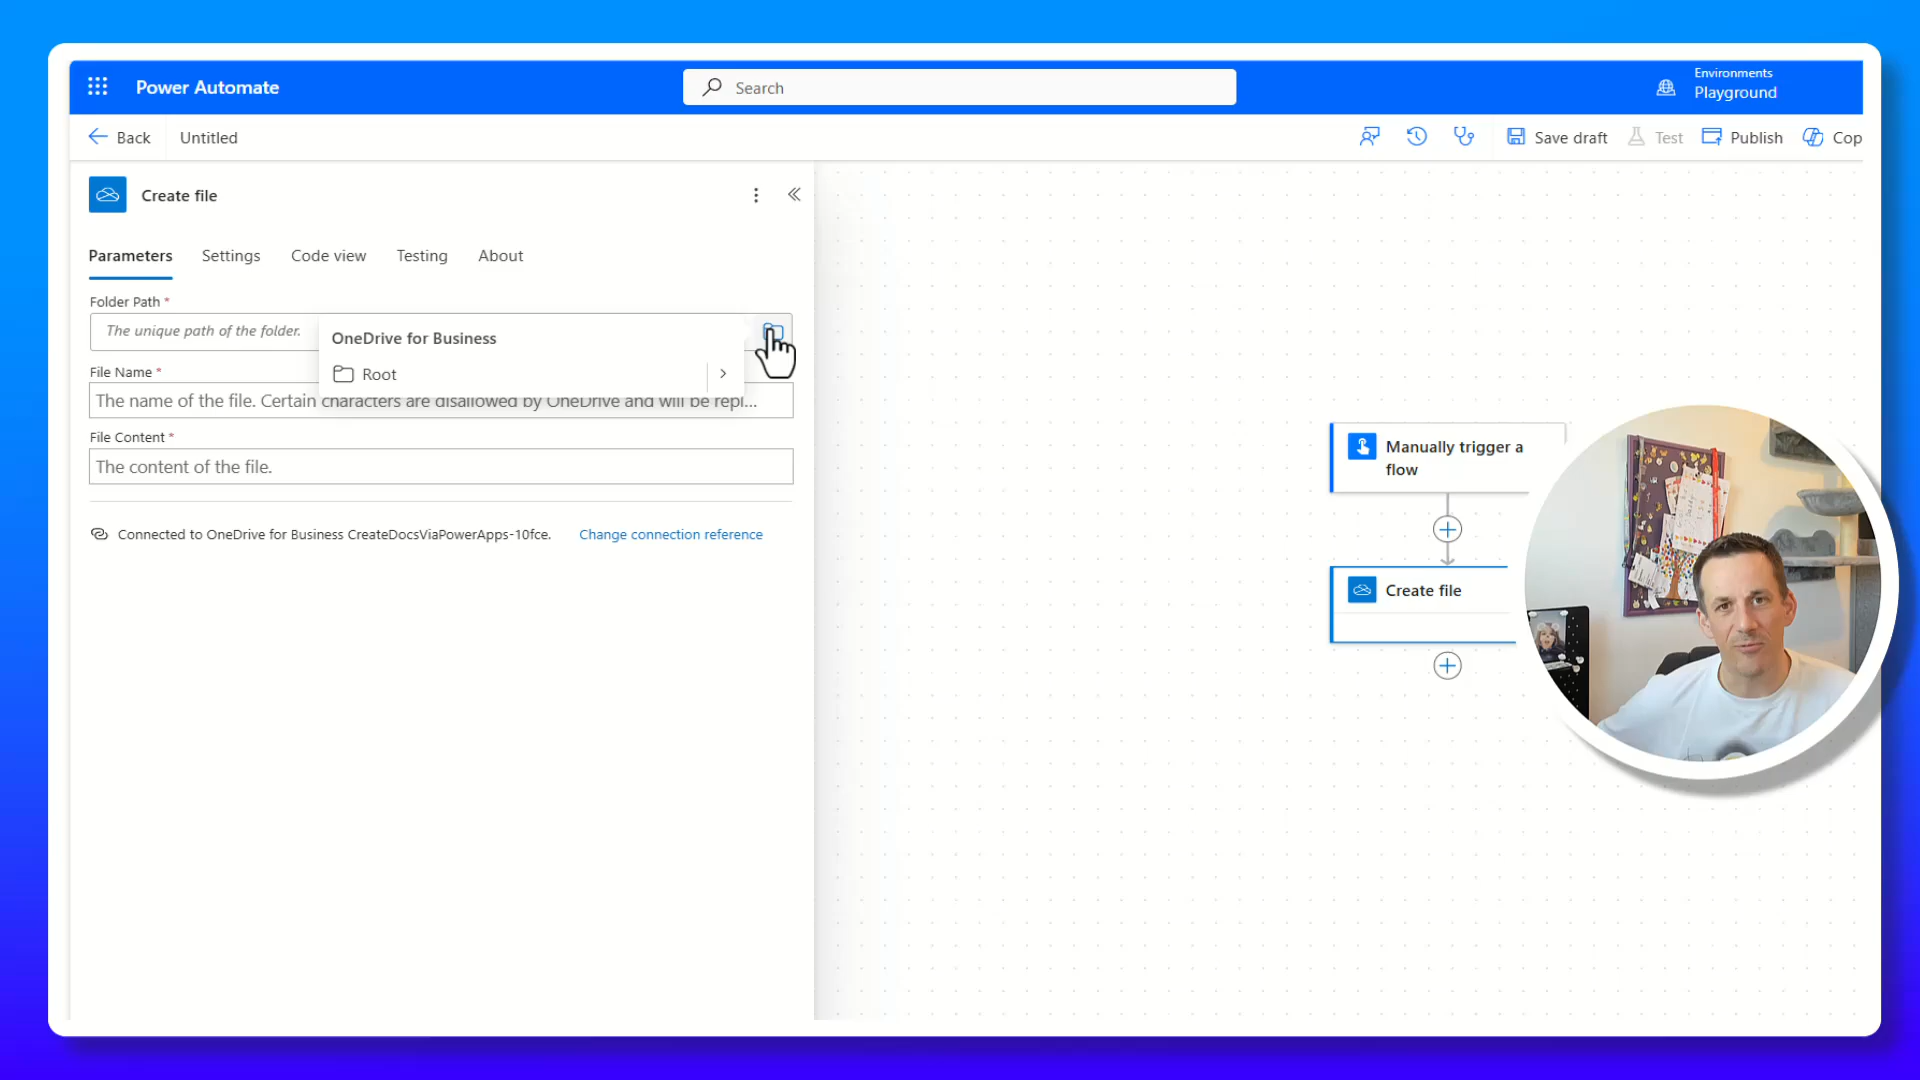 Power Automate
Search
Environments
Playground
Back
Untitled
Save draft
Test
Publish
Cop
Create file
Parameters
Settings
Code view
Testing
About
Folder Path *
The unique path of the folder.
OneDrive for Business
Root
File Name *
The name of the file. Certain characters are disallowed by OneDrive and will be repl...
File Content *
The content of the file.
Connected to OneDrive for Business CreateDocsViaPowerApps-10fce.
Change connection reference
Manually trigger a
flow
Create file